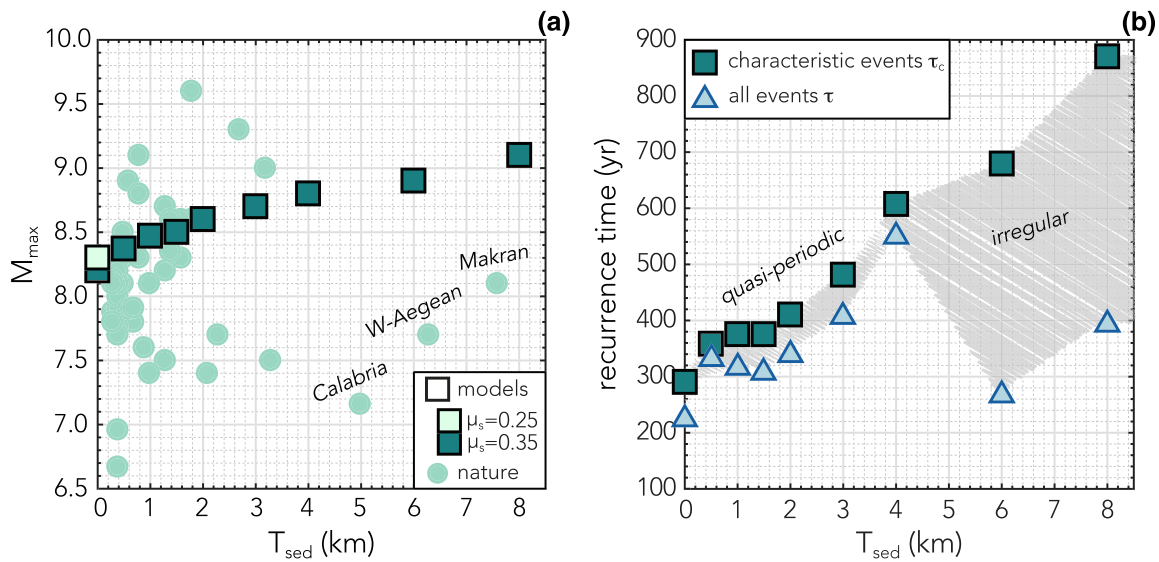 (a)
10.0
9.5
9.0
8.5
8.0
7.5
7.0
6.5
M_max
Makran
W-Aegean
Calabria
models
μ_s=0.25
μ_s=0.35
nature
0 1 2 3 4 5 6 7 8
T_sed (km)
(b)
900
800
700
600
500
400
300
200
100
recurrence time (yr)
characteristic events τ_c
all events τ
quasi-periodic
irregular
0 1 2 3 4 5 6 7 8
T_sed (km)